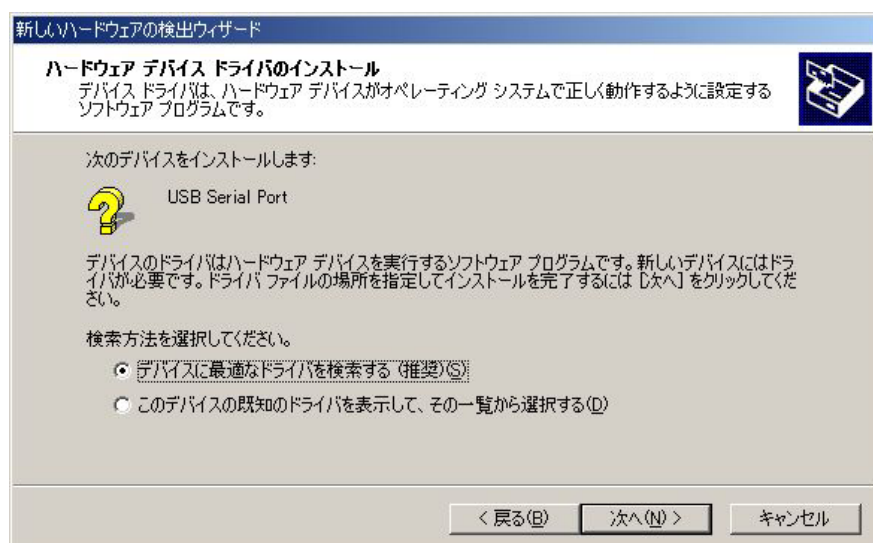 新しいハードウェアの検出ウィザード
ハードウェア デバイス ドライバのインストール
デバイス ドライバは、ハードウェア デバイスがオペレーティング システムで正しく動作するように設定する
ソフトウェア プログラムです。
次のデバイスをインストールします:
USB Serial Port
デバイスのドライバはハードウェア デバイスを実行するソフトウェア プログラムです。新しいデバイスにはドラ
イバが必要です。ドライバ ファイルの場所を指定してインストールを完了するには [次へ] をクリックしてくだ
さい。
検索方法を選択してください。
デバイスに最適なドライバを検索する (推奨)(S)
このデバイスの既知のドライバを表示して、その一覧から選択する(D)
< 戻る(B) 次へ(N) > キャンセル